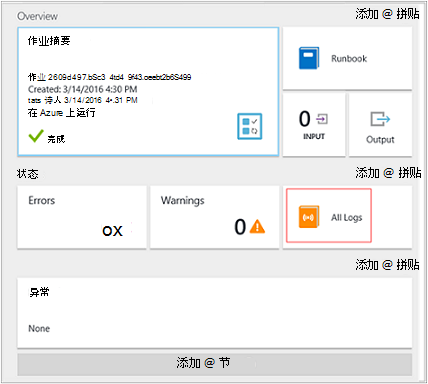 Overview
添加 @ 拼贴
作业摘要
作业 2609d497.bSc3 4td4 9f43.oeebt2b6S499
Created: 3/14/2016 4:30 PM
tats 诗人 3/14/2016 4•.31 PM
在 Azure 上运行
完成
Runbook
0
INPUT
Output
状态
添加 @ 拼贴
Errors
ox
Warnings
0
All Logs
添加 @ 拼贴
异常
None
添加 @ 节